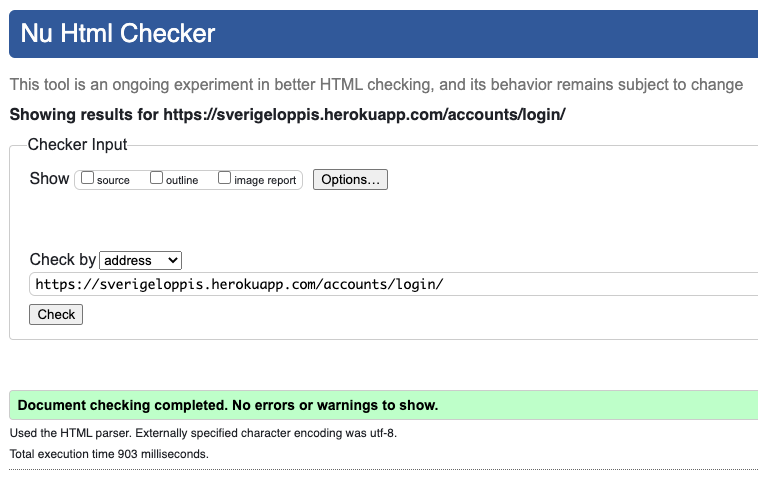 Nu Html Checker
This tool is an ongoing experiment in better HTML checking, and its behavior remains subject to change
Showing results for https://sverigeloppis.herokuapp.com/accounts/login/
Checker Input
Show source outline image report Options...
Check by address
https://sverigeloppis.herokuapp.com/accounts/login/
Check
Document checking completed. No errors or warnings to show.
Used the HTML parser. Externally specified character encoding was utf-8.
Total execution time 903 milliseconds.